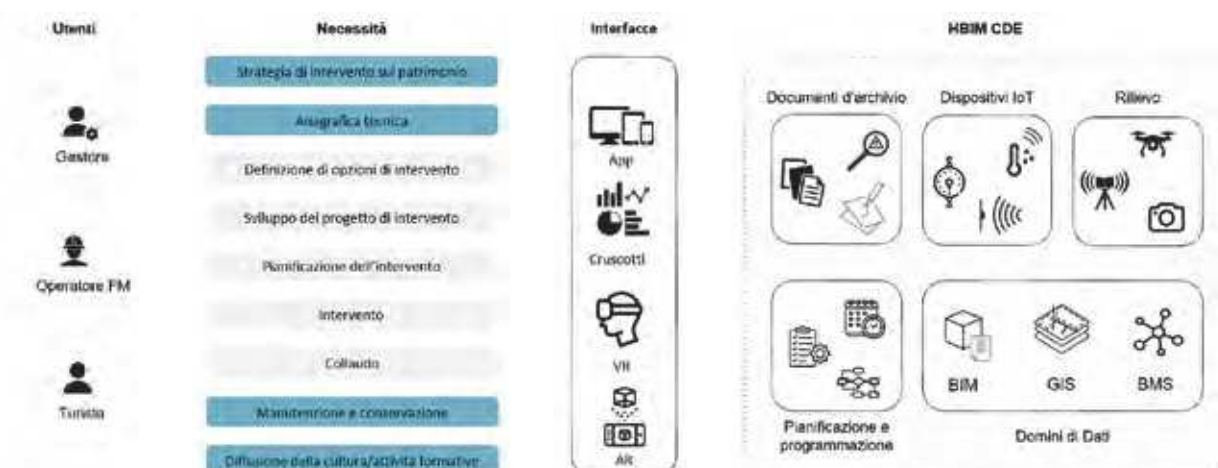 Utenti
Necessità
Interfacce
HBIM CDE
Gestore
Operatore FM
Turista
Strategia di intervento sul patrimonio
Anagrafica tecnica
Definizione di opzioni di intervento
Sviluppo del progetto di intervento
Pianificazione dell'intervento
Intervento
Collaudo
Manutenzione e conservazione
Diffusione della cultura/attività formative
App
Cruscotti
VR
AR
Documenti d'archivio
Dispositivi IoT
Rilievo
Pianificazione e
programmazione
BIM
GIS
BMS
Domini di Dati